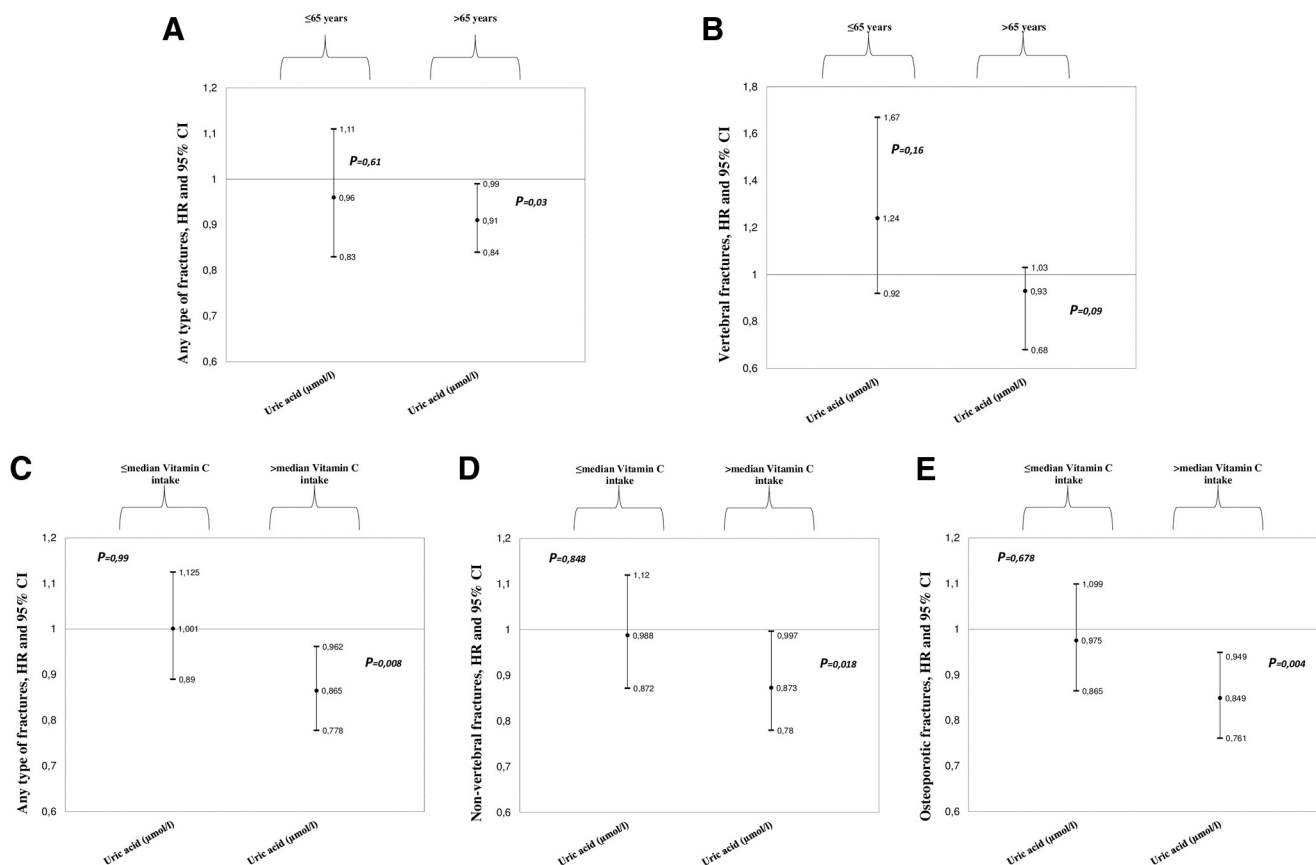 A
≤65 years
>65 years
Any type of fractures, HR and 95% CI
1,2
1,1
1
0,9
0,8
0,7
0,6
1,11
0,96
0,83
P=0,61
0,99
0,91
0,84
P=0,03
Uric acid (µmol/l)
Uric acid (µmol/l)
B
≤65 years
>65 years
Vertebral fractures, HR and 95% CI
1,8
1,6
1,4
1,2
1
0,8
0,6
1,67
1,24
0,92
P=0,16
1,03
0,93
0,68
P=0,09
Uric acid (µmol/l)
Uric acid (µmol/l)
C
≤median Vitamin C
intake
>median Vitamin C
intake
Any type of fractures, HR and 95% CI
1,2
1,1
1
0,9
0,8
0,7
0,6
P=0,99
1,125
1,001
0,89
0,962
0,865
0,778
P=0,008
Uric acid (µmol/l)
Uric acid (µmol/l)
D
≤median Vitamin C
intake
>median Vitamin C
intake
Non-vertebral fractures, HR and 95% CI
1,2
1,1
1
0,9
0,8
0,7
0,6
P=0,848
1,12
0,988
0,872
0,997
0,873
0,78
P=0,018
Uric acid (µmol/l)
Uric acid (µmol/l)
E
≤median Vitamin C
intake
>median Vitamin C
intake
Osteoporotic fractures, HR and 95% CI
1,2
1,1
1
0,9
0,8
0,7
0,6
P=0,678
1,099
0,975
0,865
0,949
0,849
0,761
P=0,004
Uric acid (µmol/l)
Uric acid (µmol/l)